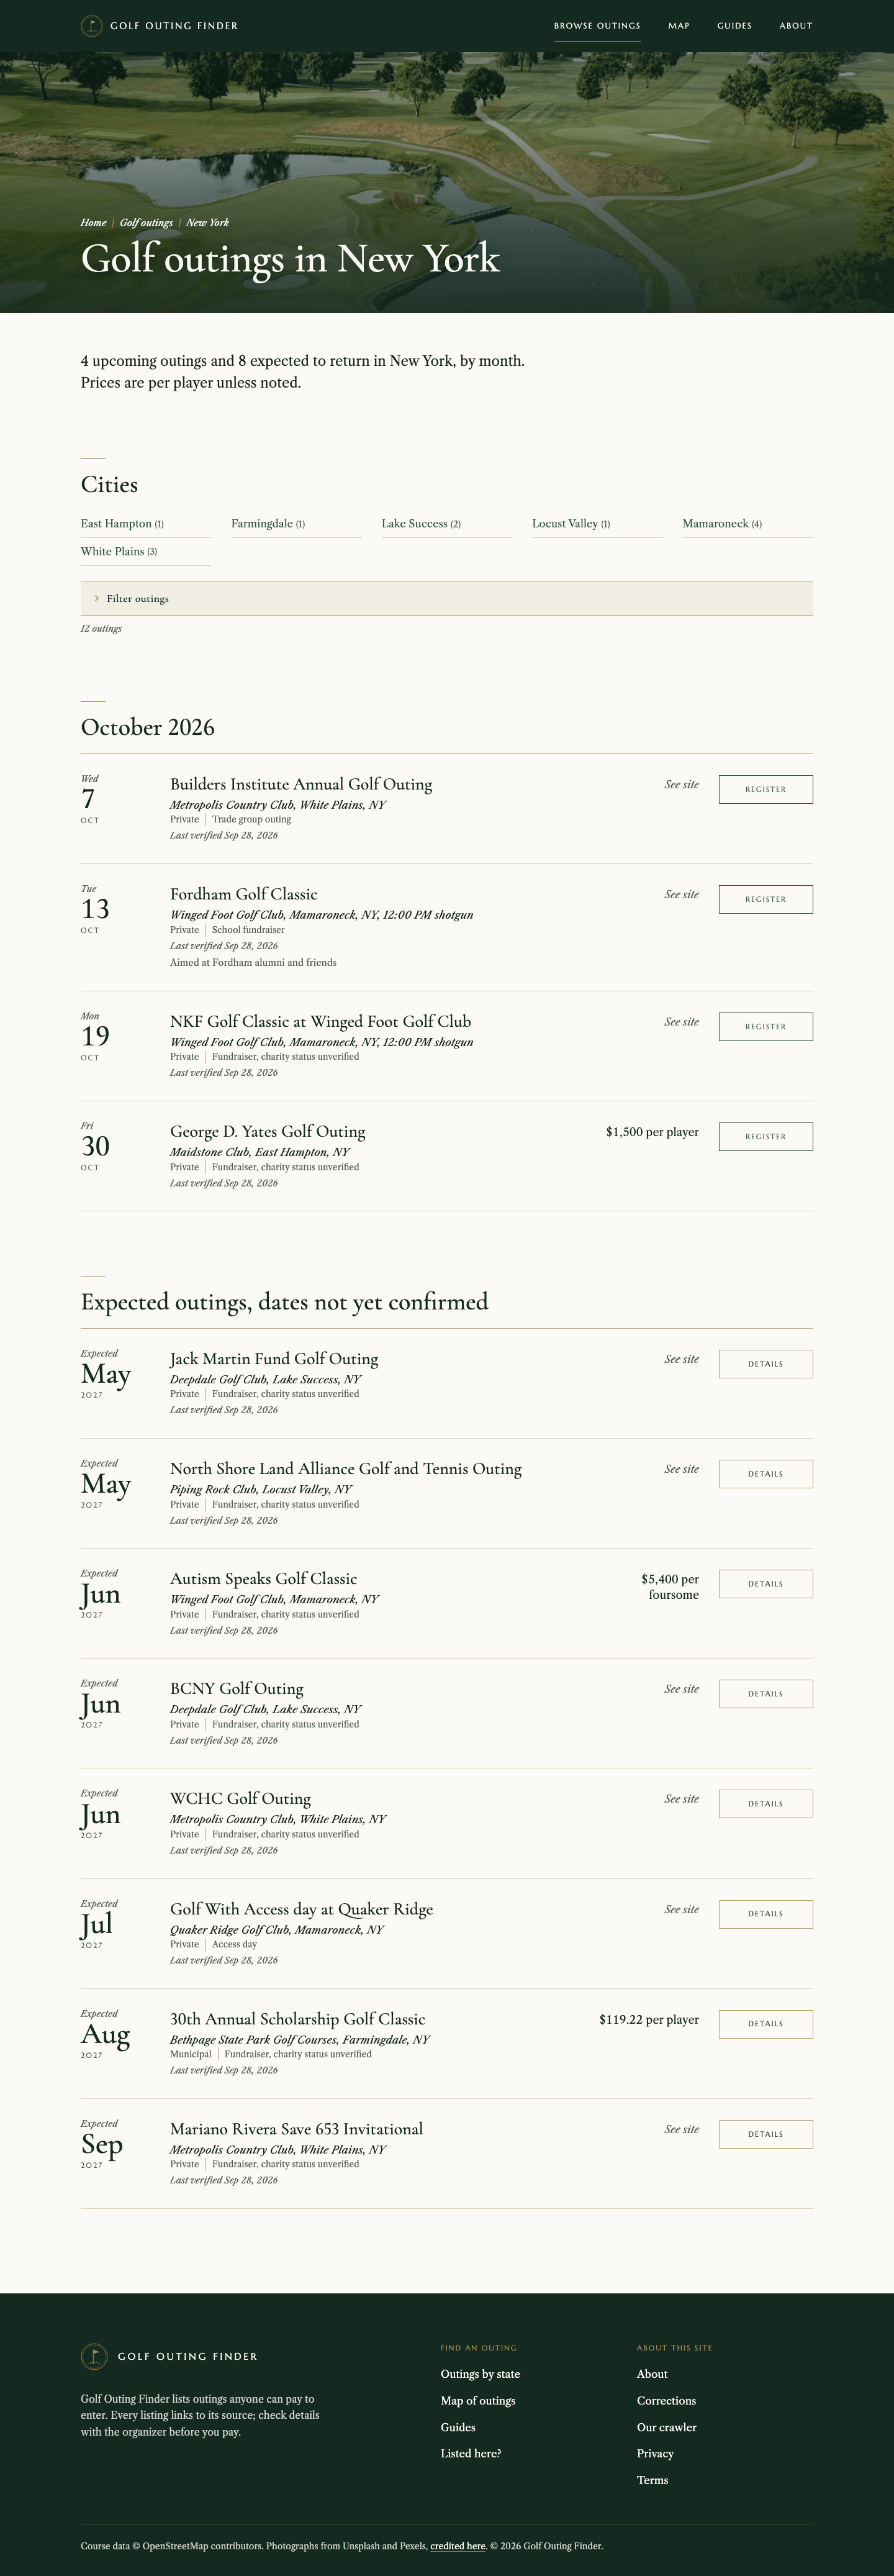 GOLF OUTING FINDER
BROWSE OUTINGS MAP GUIDES ABOUT
Home | Golf outings | New York
Golf outings in New York
4 upcoming outings and 8 expected to return in New York, by month.
Prices are per player unless noted.
Cities
East Hampton (1) Farmingdale (1) Lake Success (2) Locust Valley (1) Mamaroneck (4)
White Plains (3)
Filter outings
12 outings
October 2026
Wed
7
OCT
Builders Institute Annual Golf Outing
Metropolis Country Club, White Plains, NY
Private | Trade group outing
Last verified Sep 28, 2026
See site
REGISTER
Tue
13
OCT
Fordham Golf Classic
Winged Foot Golf Club, Mamaroneck, NY, 12:00 PM shotgun
Private | School fundraiser
Last verified Sep 28, 2026
Aimed at Fordham alumni and friends
See site
REGISTER
Mon
19
OCT
NKF Golf Classic at Winged Foot Golf Club
Winged Foot Golf Club, Mamaroneck, NY, 12:00 PM shotgun
Private | Fundraiser, charity status unverified
Last verified Sep 28, 2026
See site
REGISTER
Fri
30
OCT
George D. Yates Golf Outing
Maidstone Club, East Hampton, NY
Private | Fundraiser, charity status unverified
Last verified Sep 28, 2026
$1,500 per player
REGISTER
Expected outings, dates not yet confirmed
Expected
May
2027
Jack Martin Fund Golf Outing
Deepdale Golf Club, Lake Success, NY
Private | Fundraiser, charity status unverified
Last verified Sep 28, 2026
See site
DETAILS
Expected
May
2027
North Shore Land Alliance Golf and Tennis Outing
Piping Rock Club, Locust Valley, NY
Private | Fundraiser, charity status unverified
Last verified Sep 28, 2026
See site
DETAILS
Expected
Jun
2027
Autism Speaks Golf Classic
Winged Foot Golf Club, Mamaroneck, NY
Private | Fundraiser, charity status unverified
Last verified Sep 28, 2026
$5,400 per
foursome
DETAILS
Expected
Jun
2027
BCNY Golf Outing
Deepdale Golf Club, Lake Success, NY
Private | Fundraiser, charity status unverified
Last verified Sep 28, 2026
See site
DETAILS
Expected
Jun
2027
WCHC Golf Outing
Metropolis Country Club, White Plains, NY
Private | Fundraiser, charity status unverified
Last verified Sep 28, 2026
See site
DETAILS
Expected
Jul
2027
Golf With Access day at Quaker Ridge
Quaker Ridge Golf Club, Mamaroneck, NY
Private | Access day
Last verified Sep 28, 2026
See site
DETAILS
Expected
Aug
2027
30th Annual Scholarship Golf Classic
Bethpage State Park Golf Courses, Farmingdale, NY
Municipal | Fundraiser, charity status unverified
Last verified Sep 28, 2026
$119.22 per player
DETAILS
Expected
Sep
2027
Mariano Rivera Save 653 Invitational
Metropolis Country Club, White Plains, NY
Private | Fundraiser, charity status unverified
Last verified Sep 28, 2026
See site
DETAILS
GOLF OUTING FINDER
Golf Outing Finder lists outings anyone can pay to
enter. Every listing links to its source; check details
with the organizer before you pay.
FIND AN OUTING
Outings by state
Map of outings
Guides
Listed here?
ABOUT THIS SITE
About
Corrections
Our crawler
Privacy
Terms
Course data © OpenStreetMap contributors. Photographs from Unsplash and Pexels, credited here. © 2026 Golf Outing Finder.